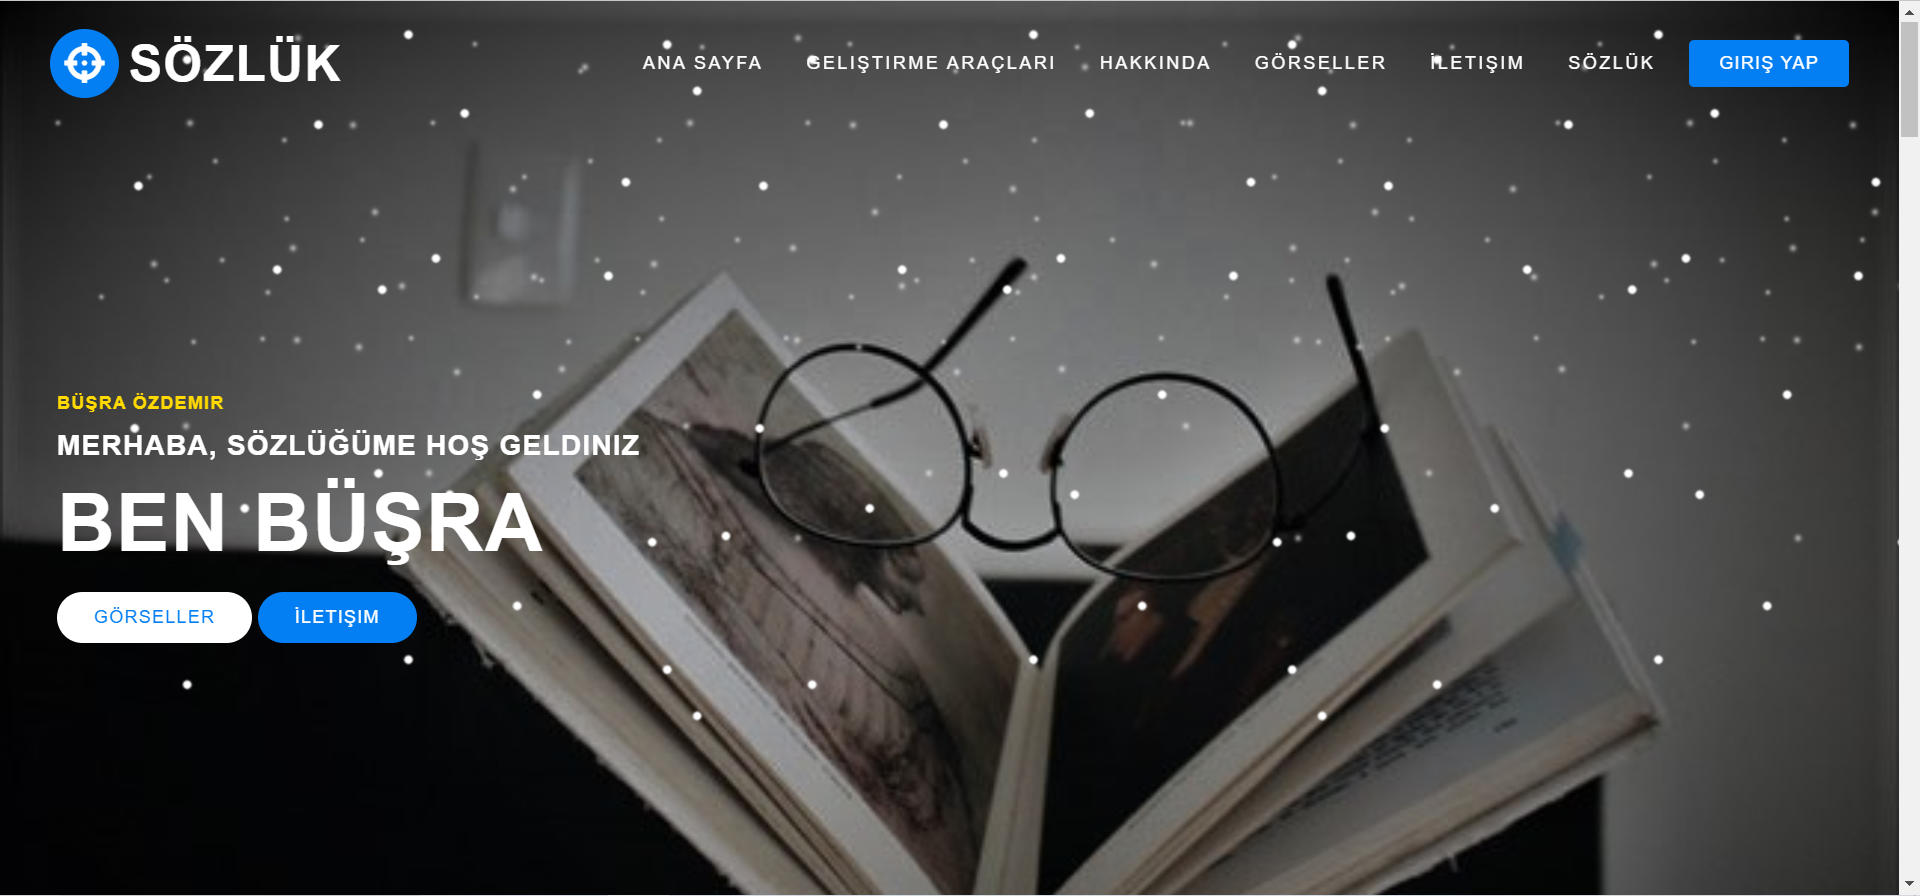 SÖZLÜK
ANA SAYFA GELIŞTIRME ARAÇLARI HAKKINDA GÖRSELLER İLETIŞIM SÖZLÜK GIRIŞ YAP
BÜŞRA ÖZDEMIR
MERHABA, SÖZLÜĞÜME HOŞ GELDINIZ
BEN BÜŞRA
GÖRSELLER İLETIŞIM